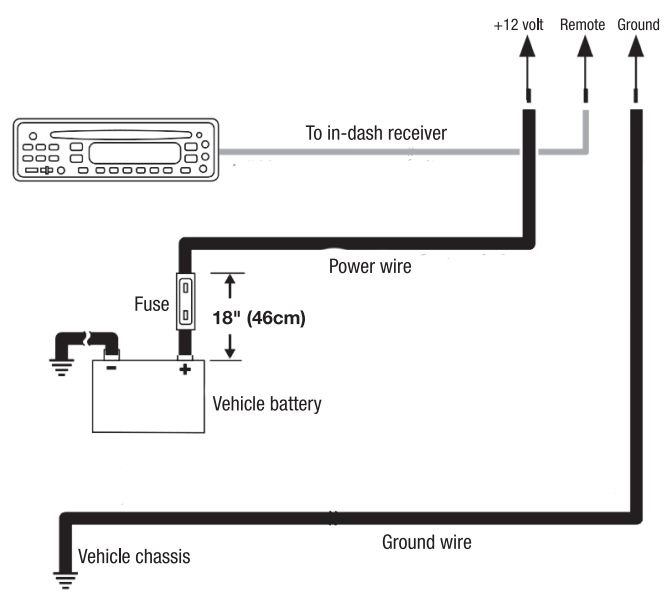 +12 volt Remote Ground
To in-dash receiver
Power wire
Fuse
18" (46cm)
- +
Vehicle battery
Ground wire
Vehicle chassis